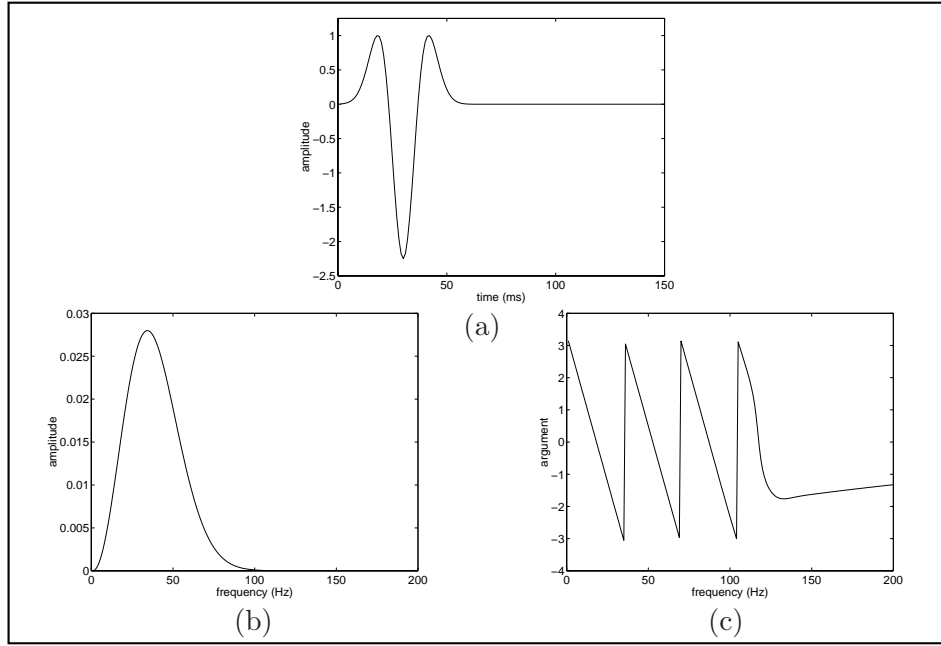 1
0.5
0
−0.5
−1
−1.5
−2
−2.5
amplitude
0 50 100 150
time (ms)
(a)
0.03
0.025
0.02
0.015
0.01
0.005
0
amplitude
0 50 100 150 200
frequency (Hz)
(b)
4
3
2
1
0
−1
−2
−3
−4
argument
0 50 100 150 200
frequency (Hz)
(c)